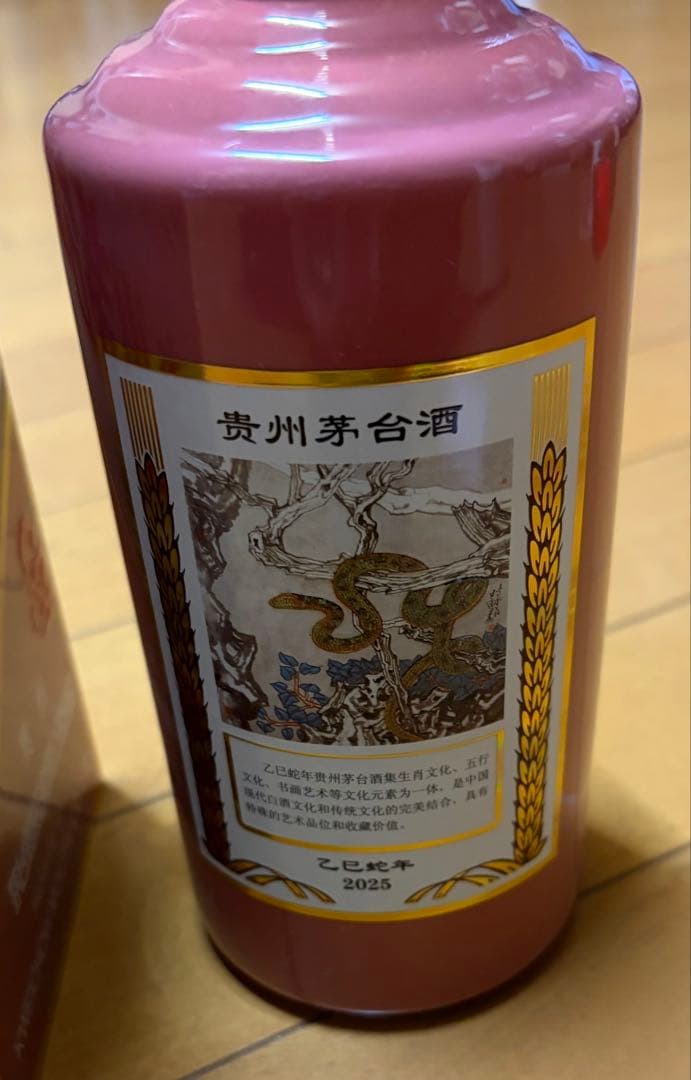 贵州茅台酒
乙巳蛇年贵州茅台酒集生肖文化、五行
文化、书画艺术等文化元素为一体，是中国
现代白酒文化和传统文化的完美结合，具有
特殊的艺术品位和收藏价值。
乙巳蛇年
2025